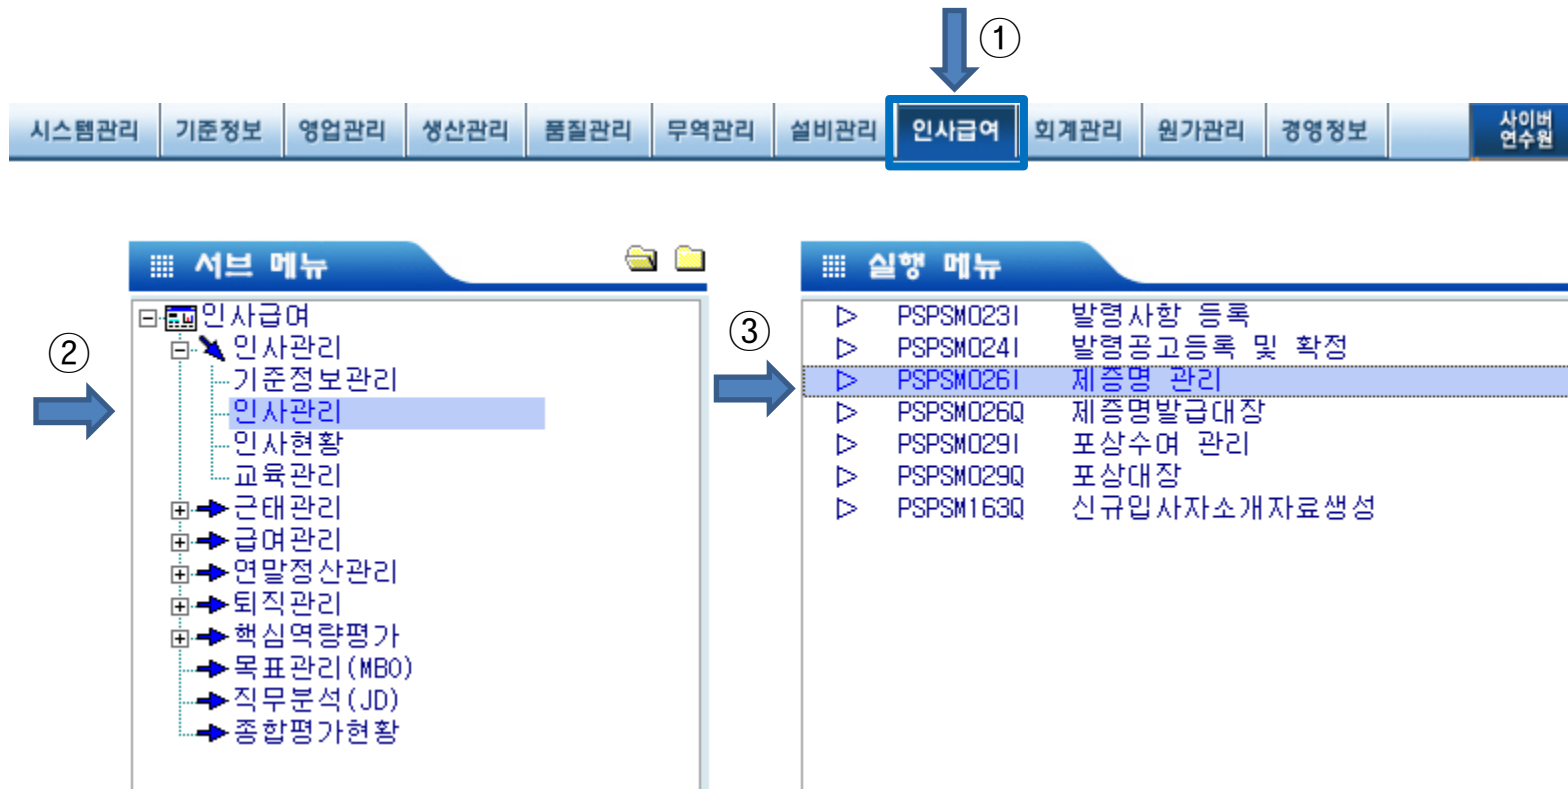 ①
시스템관리 기준정보 영업관리 생산관리 품질관리 무역관리 설비관리 인사급여 회계관리 원가관리 경영정보 사이버
연수원
서브 메뉴
②
인사급여
인사관리
기준정보관리
인사관리
인사현황
교육관리
근태관리
급여관리
연말정산관리
퇴직관리
핵심역량평가
목표관리(MBO)
직무분석(JD)
종합평가현황
실행 메뉴
③
PSPSM023I 발령사항 등록
PSPSM024I 발령공고등록 및 확정
PSPSM026I 제증명 관리
PSPSM026Q 제증명발급대장
PSPSM029I 포상수여 관리
PSPSM029Q 포상대장
PSPSM163Q 신규입사자소개자료생성